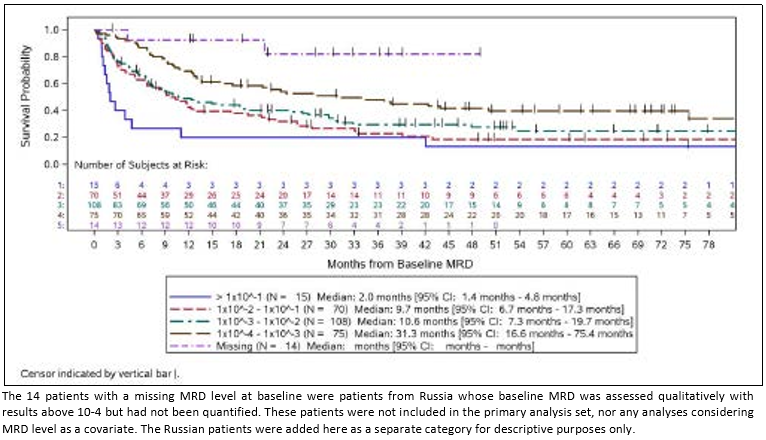 Survival Probability
1.0
0.8
0.6
0.4
0.2
0.0
Number of Subjects at Risk:
1: 15 6 4 4 3 3 3 3 3 3 3 3 3 3 2 2 2 2 2 2 2 2 2 2 2 1 1
2: 70 51 44 37 29 26 25 24 20 17 14 14 11 11 10 9 9 6 6 6 6 4 4 3 2 2 2
3: 108 83 69 56 50 46 44 40 37 35 29 23 23 22 19 17 15 14 9 8 8 8 7 5 5
4: 75 70 65 59 52 44 42 40 36 35 34 32 31 28 28 24 22 20 18 17 16 15 13 11 7 5 5
5: 14 13 12 12 12 10 10 9 7 7 6 4 4 2 1 1 1 0
0 3 6 9 12 15 18 21 24 27 30 33 36 39 42 45 48 51 54 57 60 63 66 69 72 75 78
Months from Baseline MRD
> 1x10^-1 (N = 15) Median: 2.0 months [95% CI: 1.4 months - 4.8 months]
1x10^-2 - 1x10^-1 (N = 70) Median: 9.7 months [95% CI: 6.7 months - 17.3 months]
1x10^-3 - 1x10^-2 (N = 108) Median: 10.6 months [95% CI: 7.3 months - 19.7 months]
1x10^-4 - 1x10^-3 (N = 75) Median: 31.3 months [95% CI: 16.6 months - 75.4 months
Missing (N = 14) Median: months [95% CI: months - months]
Censor indicated by vertical bar |.
The 14 patients with a missing MRD level at baseline were patients from Russia whose baseline MRD was assessed qualitatively with
results above 10-4 but had not been quantified. These patients were not included in the primary analysis set, nor any analyses considering
MRD level as a covariate. The Russian patients were added here as a separate category for descriptive purposes only.